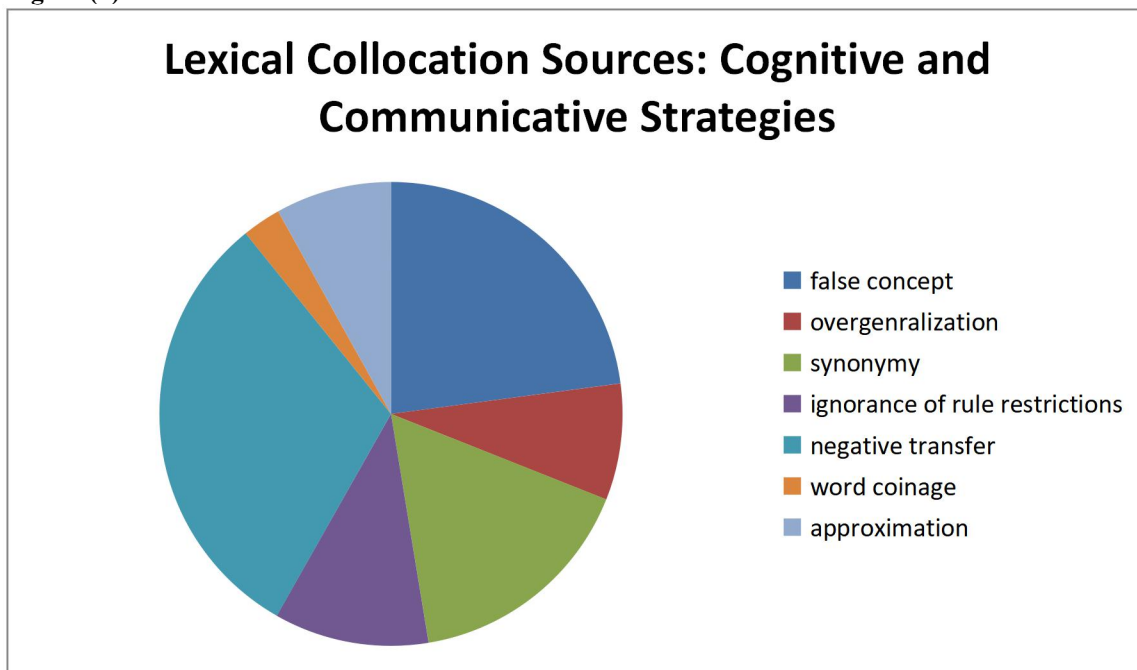 Lexical Collocation Sources: Cognitive and
Communicative Strategies
false concept
overgenralization
synonymy
ignorance of rule restrictions
negative transfer
word coinage
approximation